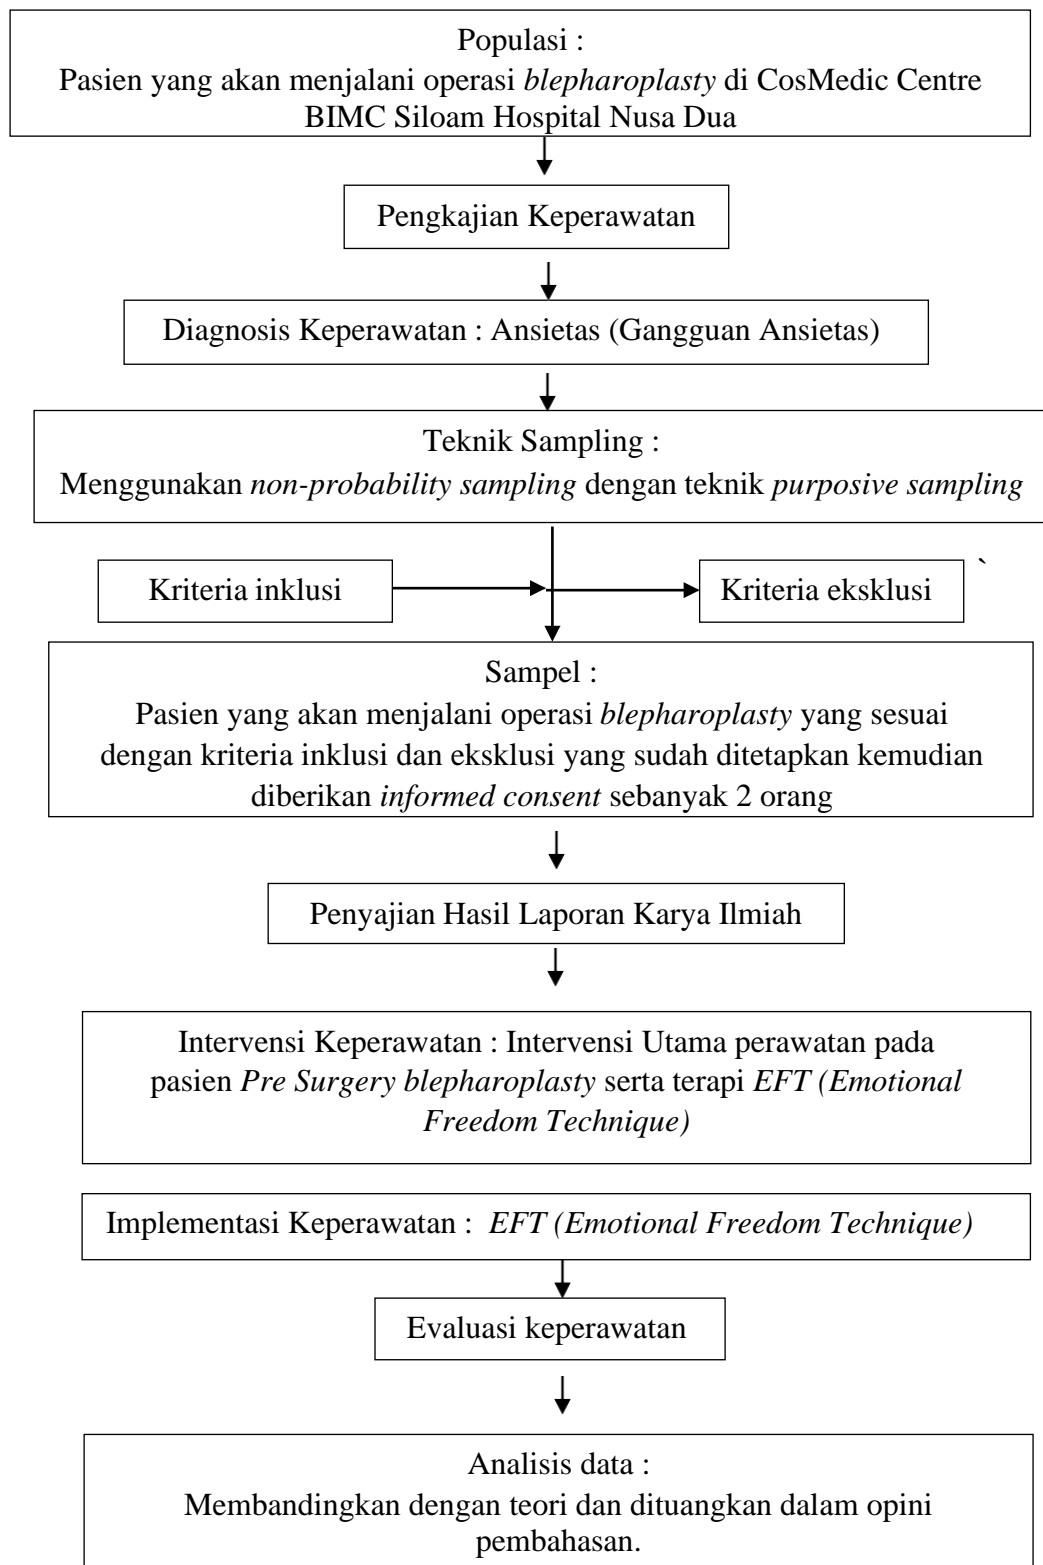 Populasi :
Pasien yang akan menjalani operasi blepharoplasty di CosMedic Centre
BIMC Siloam Hospital Nusa Dua
Pengkajian Keperawatan
Diagnosis Keperawatan : Ansietas (Gangguan Ansietas)
Teknik Sampling :
Menggunakan non-probability sampling dengan teknik purposive sampling
Kriteria inklusi
Kriteria eksklusi
`
Sampel :
Pasien yang akan menjalani operasi blepharoplasty yang sesuai
dengan kriteria inklusi dan eksklusi yang sudah ditetapkan kemudian
diberikan informed consent sebanyak 2 orang
Penyajian Hasil Laporan Karya Ilmiah
Intervensi Keperawatan : Intervensi Utama perawatan pada
pasien Pre Surgery blepharoplasty serta terapi EFT (Emotional
Freedom Technique)
Implementasi Keperawatan : EFT (Emotional Freedom Technique)
Evaluasi keperawatan
Analisis data :
Membandingkan dengan teori dan dituangkan dalam opini
pembahasan.